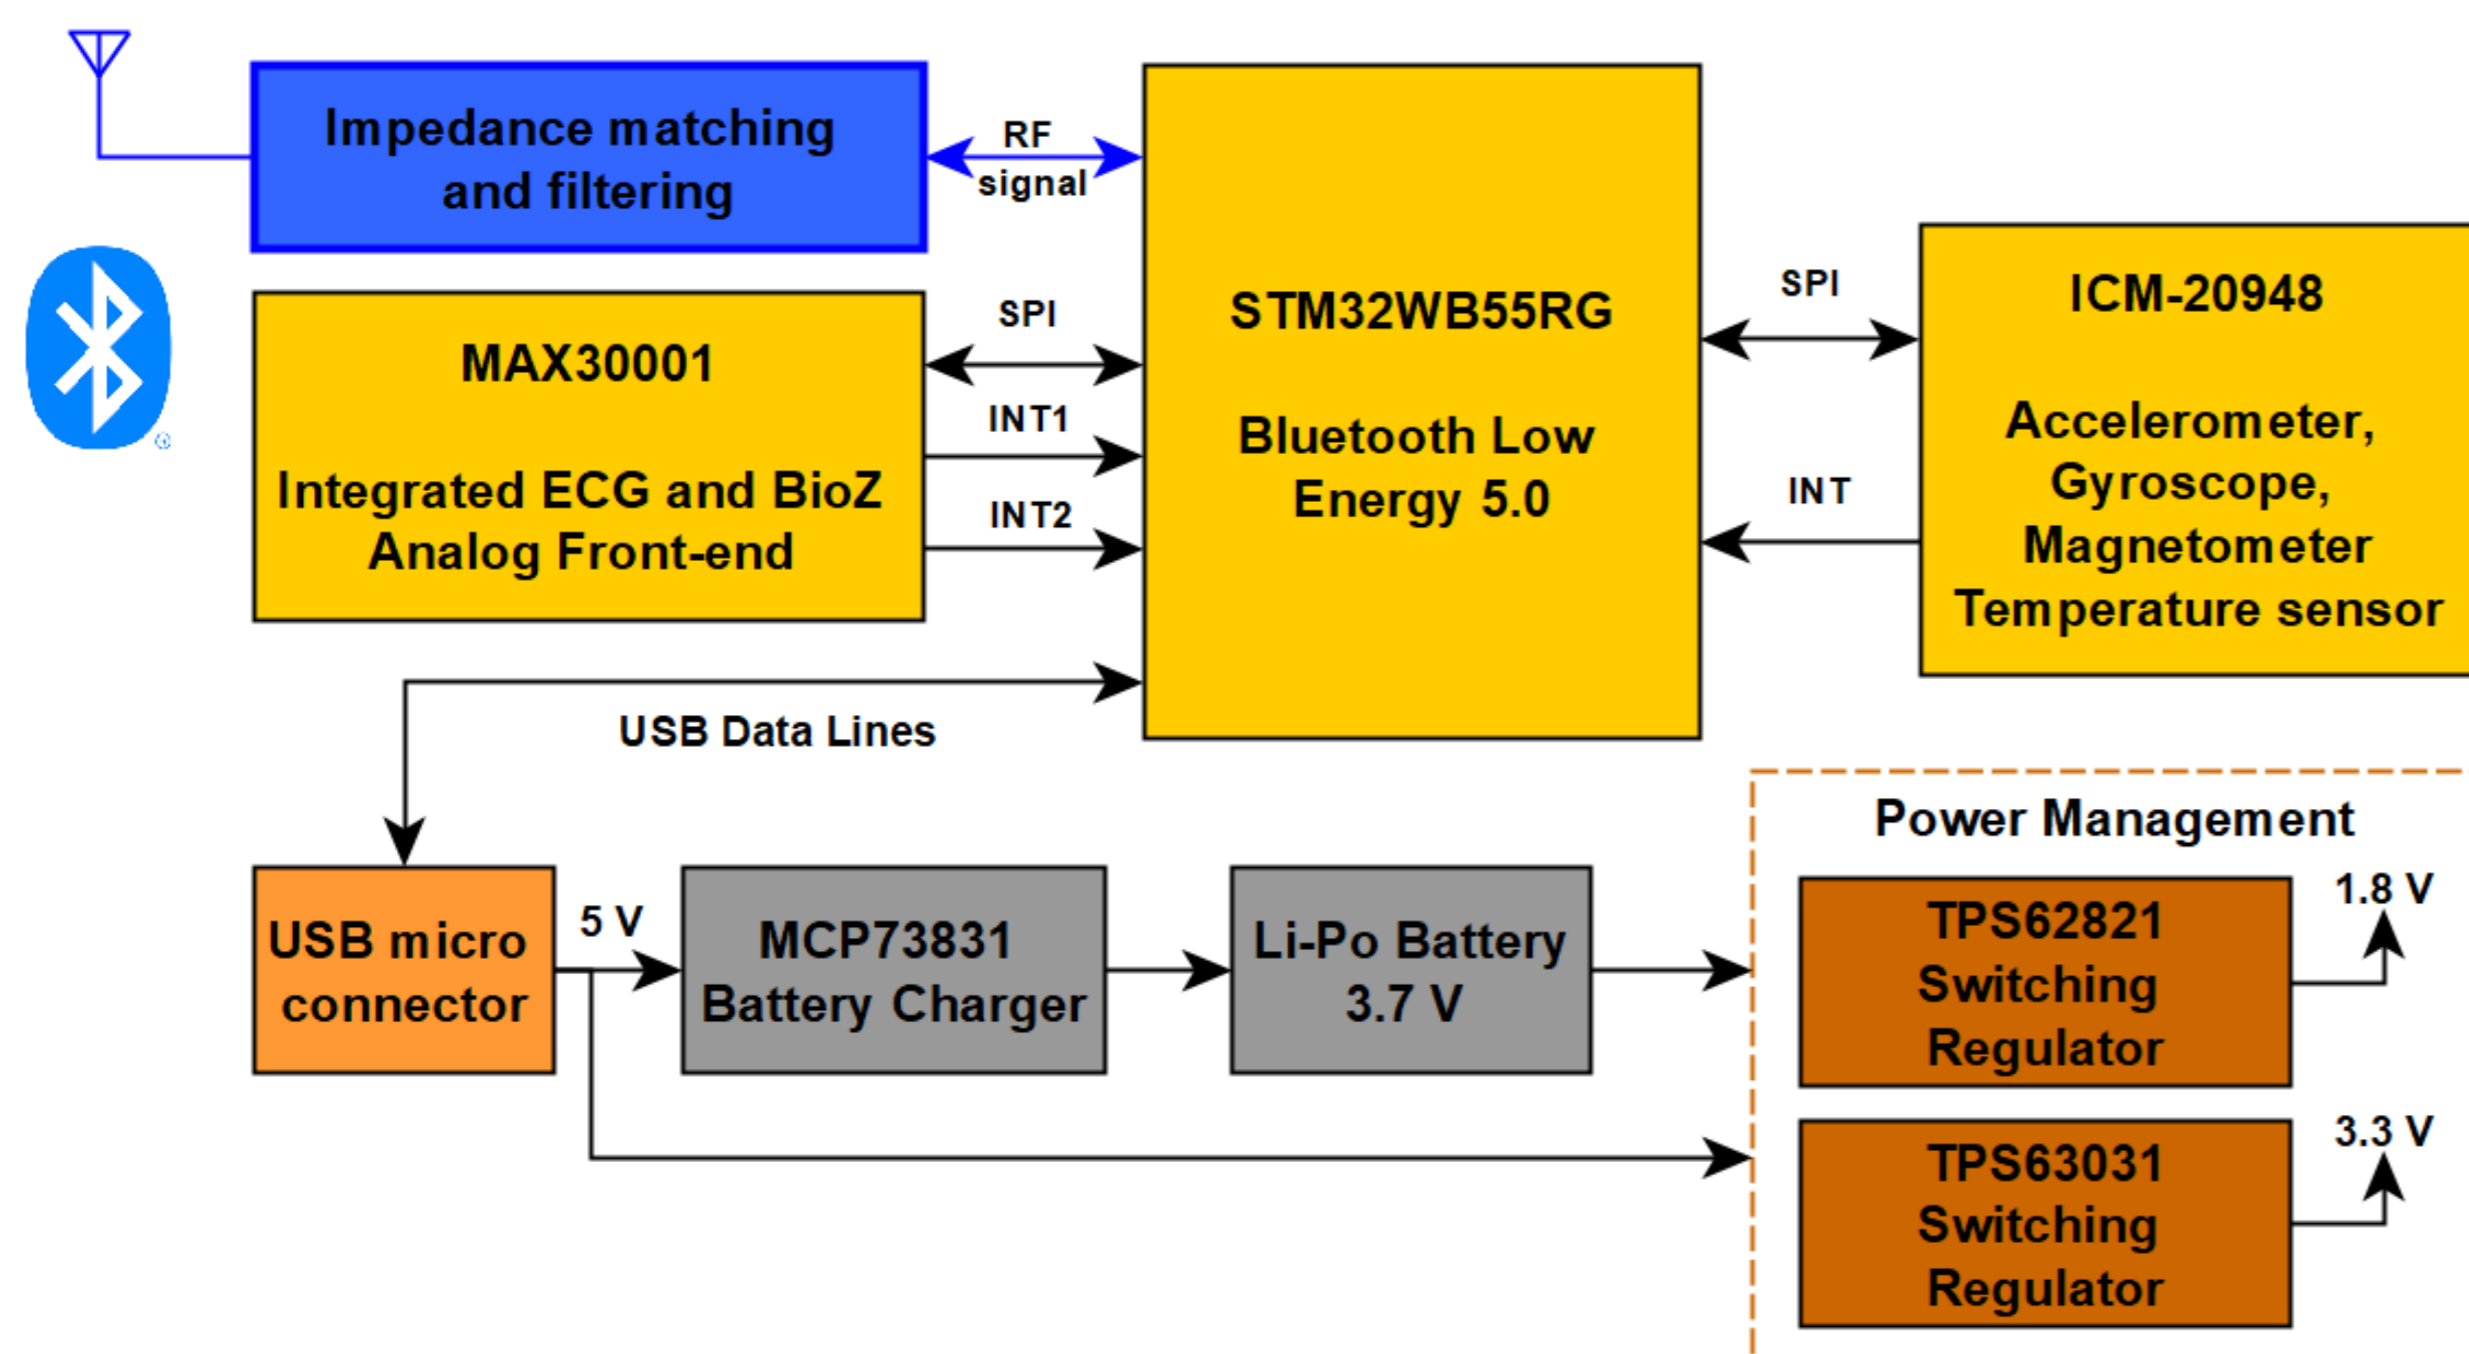 Impedance matching
and filtering
RF
signal
MAX30001
Integrated ECG and BioZ
Analog Front-end
SPI
INT1
INT2
STM32WB55RG
Bluetooth Low
Energy 5.0
SPI
INT
ICM-20948
Accelerometer,
Gyroscope,
Magnetometer
Temperature sensor
USB Data Lines
USB micro
connector
5 V
MCP73831
Battery Charger
Li-Po Battery
3.7 V
Power Management
TPS62821
Switching
Regulator
1.8 V
TPS63031
Switching
Regulator
3.3 V